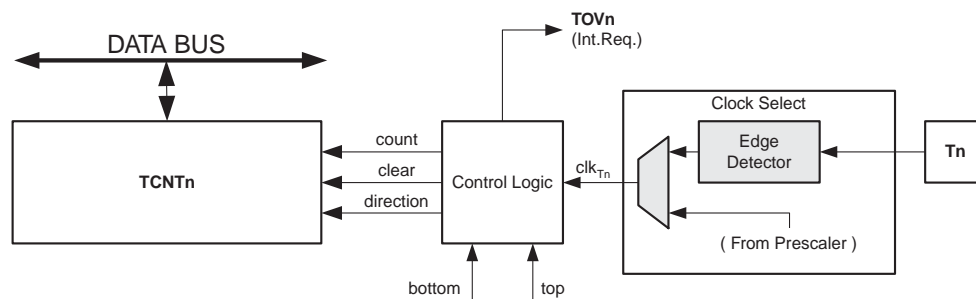 TOVn
(Int.Req.)
DATA BUS
Clock Select
count
Edge
Detector
Tn
TCNTn
clear
Control Logic
clkTn
direction
( From Prescaler )
bottom
top